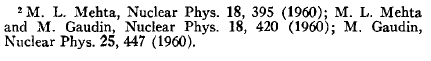 ² M. L. Mehta, Nuclear Phys. 18, 395 (1960); M. L. Mehta
and M. Gaudin, Nuclear Phys. 18, 420 (1960); M. Gaudin,
Nuclear Phys. 25, 447 (1960).